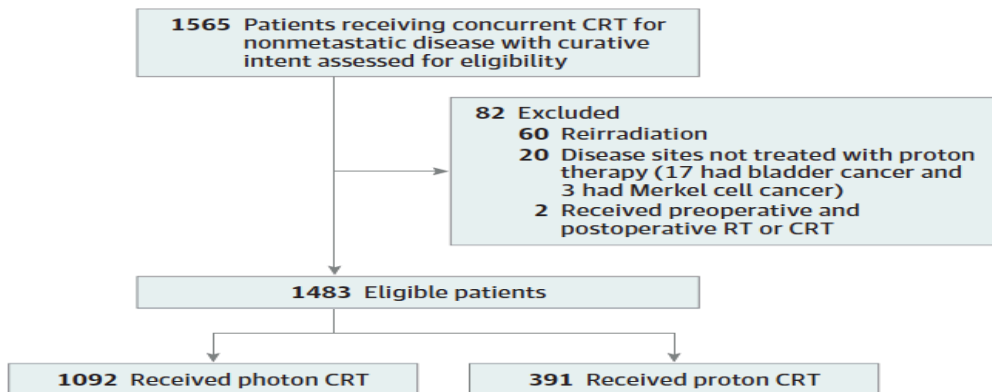 1565 Patients receiving concurrent CRT for
nonmetastatic disease with curative
intent assessed for eligibility
82 Excluded
60 Reirradiation
20 Disease sites not treated with proton
therapy (17 had bladder cancer and
3 had Merkel cell cancer)
2 Received preoperative and
postoperative RT or CRT
1483 Eligible patients
1092 Received photon CRT
391 Received proton CRT